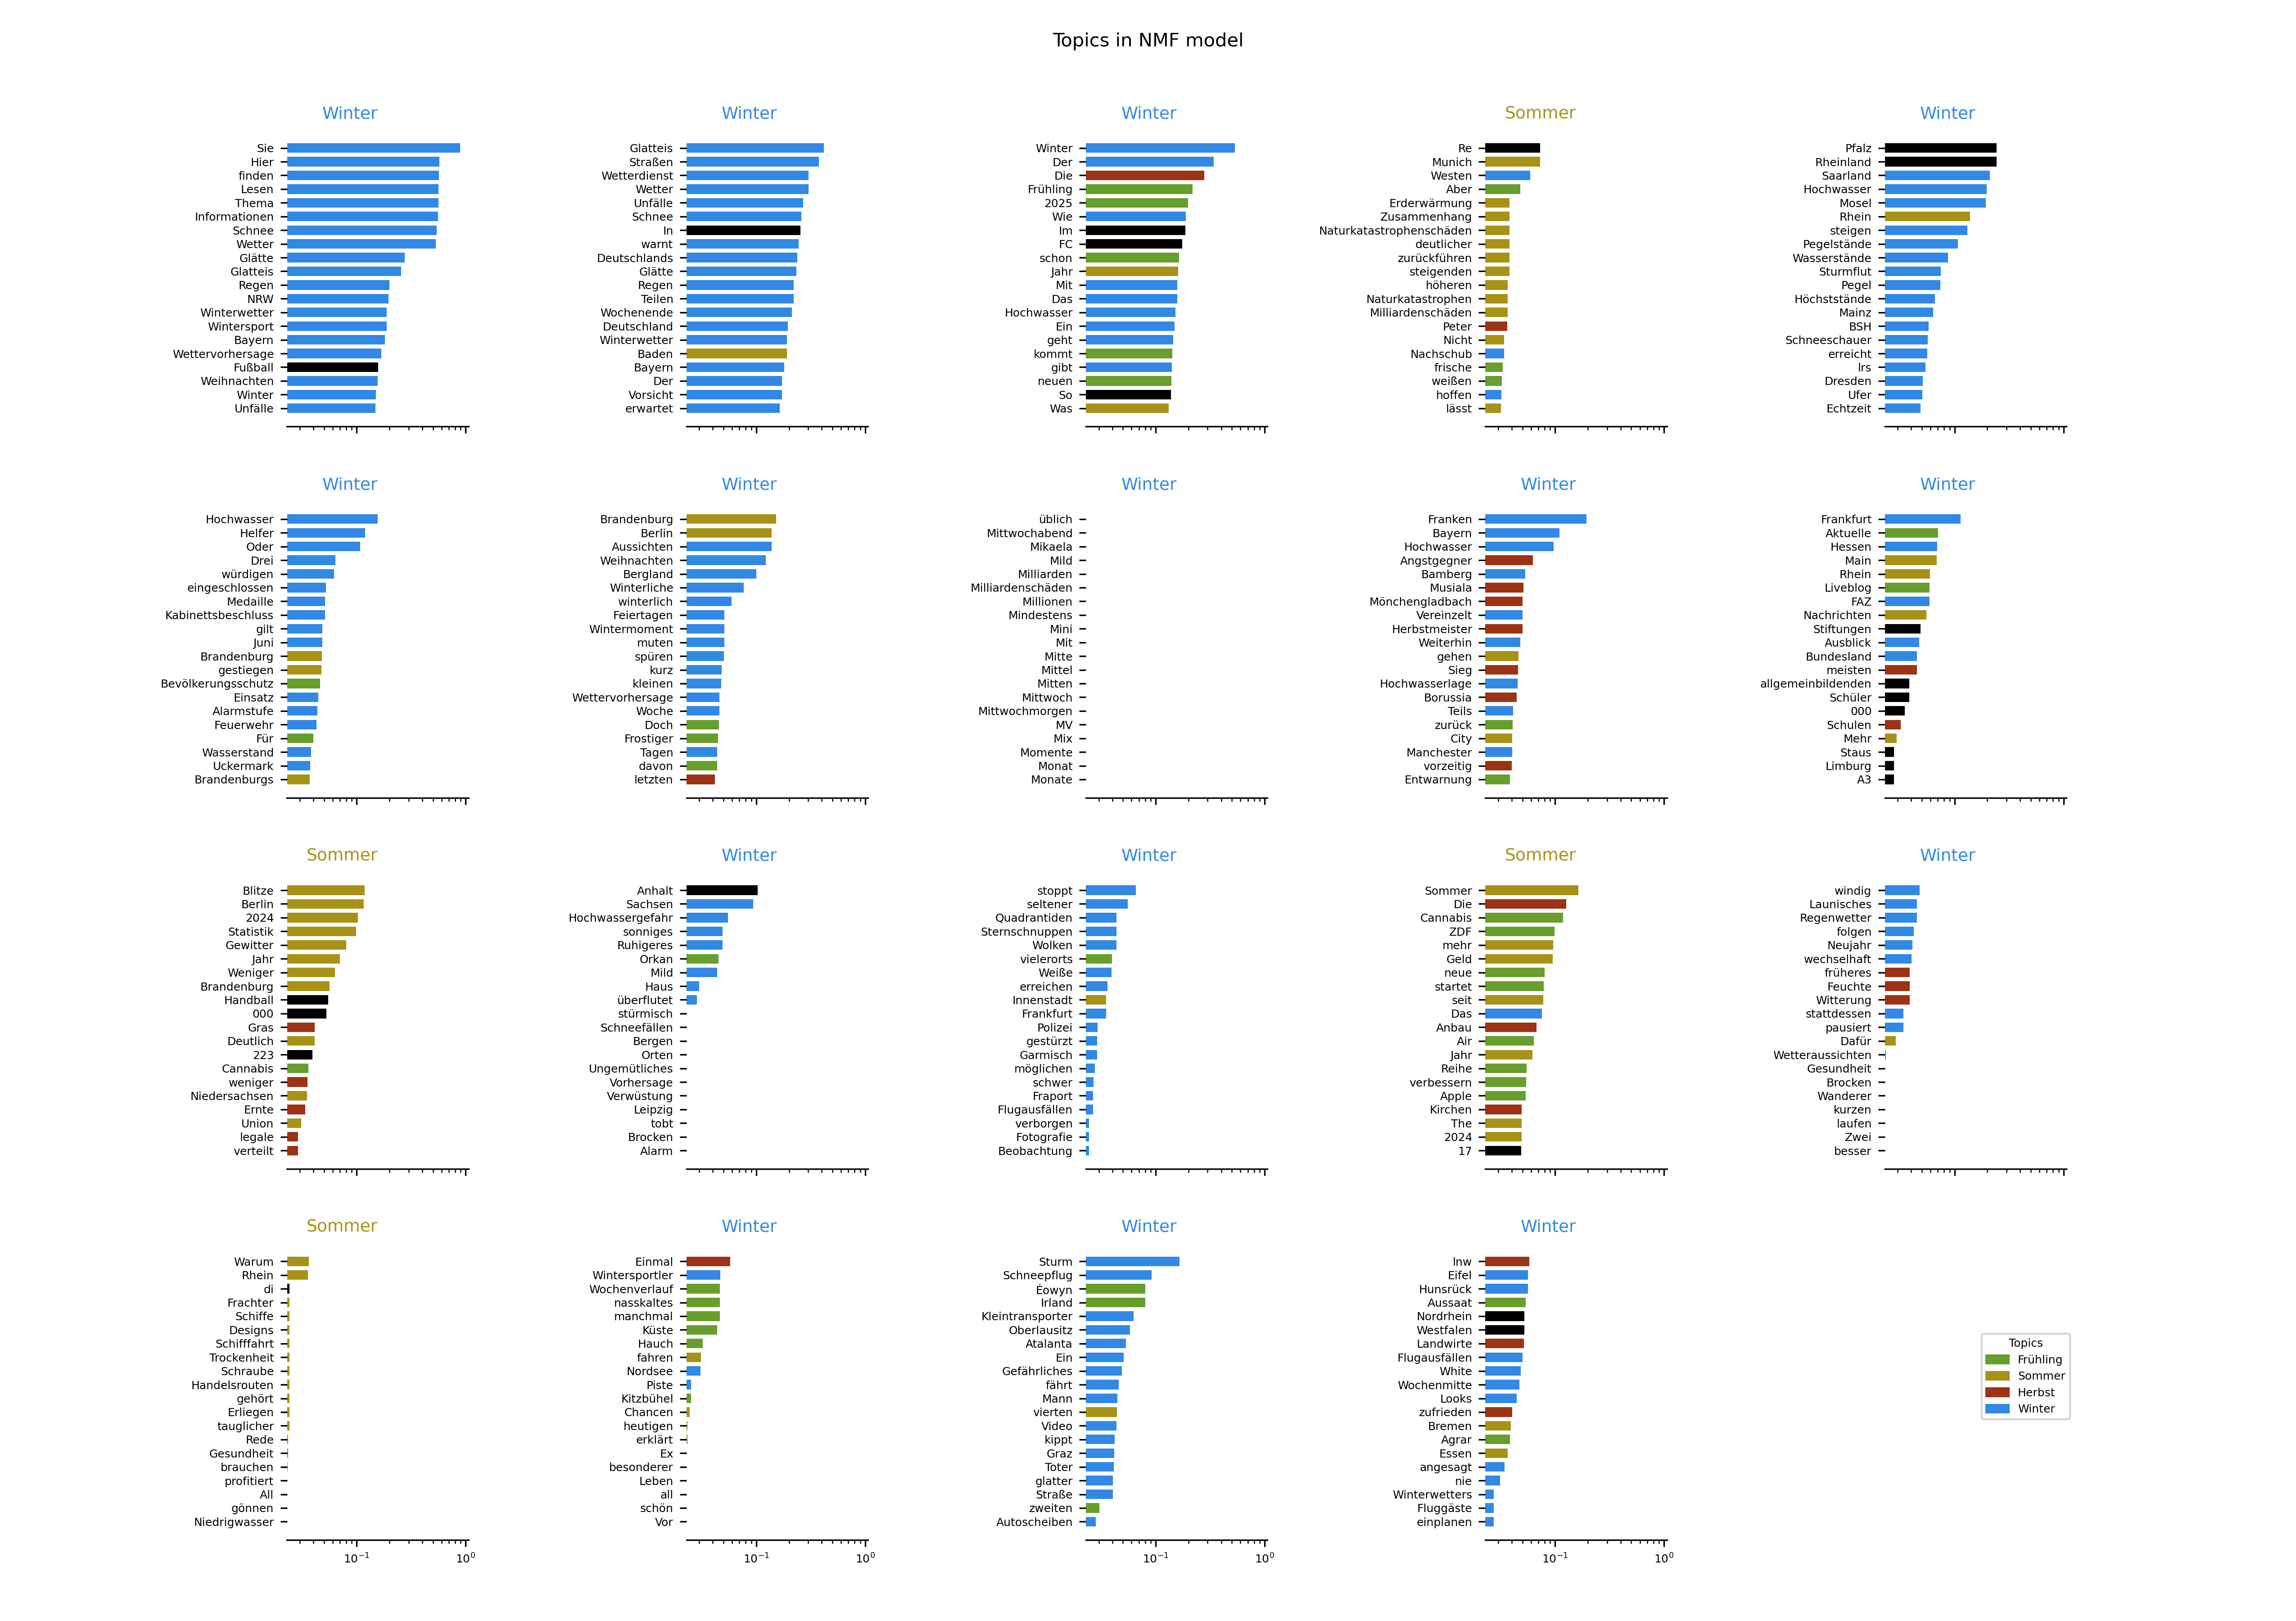 Topics in NMF model
Winter
Sie
Hier
finden
Lesen
Thema
Informationen
Schnee
Wetter
Glätte
Glatteis
Regen
NRW
Winterwetter
Wintersport
Bayern
Wettervorhersage
Fußball
Weihnachten
Winter
Unfälle
Winter
Glatteis
Straßen
Wetterdienst
Wetter
Unfälle
Schnee
In
warnt
Deutschlands
Glätte
Regen
Teilen
Wochenende
Deutschland
Winterwetter
Baden
Bayern
Der
Vorsicht
erwartet
Winter
Winter
Der
Die
Frühling
2025
Wie
Im
FC
schon
Jahr
Mit
Das
Hochwasser
Ein
geht
kommt
gibt
neuen
So
Was
Sommer
Re
Munich
Westen
Aber
Erderwärmung
Zusammenhang
Naturkatastrophenschäden
deutlicher
zurückführen
steigenden
höheren
Naturkatastrophen
Milliardenschäden
Peter
Nicht
Nachschub
frische
weißen
hoffen
lässt
Winter
Pfalz
Rheinland
Saarland
Hochwasser
Mosel
Rhein
steigen
Pegelstände
Wasserstände
Sturmflut
Pegel
Höchststände
Mainz
BSH
Schneeschauer
erreicht
Irs
Dresden
Ufer
Echtzeit
Winter
Hochwasser
Helfer
Oder
Drei
würdigen
eingeschlossen
Medaille
Kabinettsbeschluss
gilt
Juni
Brandenburg
gestiegen
Bevölkerungsschutz
Einsatz
Alarmstufe
Feuerwehr
Für
Wasserstand
Uckermark
Brandenburgs
Winter
Brandenburg
Berlin
Aussichten
Weihnachten
Bergland
Winterliche
winterlich
Feiertagen
Wintermoment
muten
spüren
kurz
kleinen
Wettervorhersage
Woche
Doch
Frostiger
Tagen
davon
letzten
Winter
üblich
Mittwochabend
Mikaela
Mild
Milliarden
Milliardenschäden
Millionen
Mindestens
Mini
Mit
Mitte
Mittel
Mitten
Mittwoch
Mittwochmorgen
MV
Mix
Momente
Monat
Monate
Winter
Franken
Bayern
Hochwasser
Angstgegner
Bamberg
Musiala
Mönchengladbach
Vereinzelt
Herbstmeister
Weiterhin
gehen
Sieg
Hochwasserlage
Borussia
Teils
zurück
City
Manchester
vorzeitig
Entwarnung
Winter
Frankfurt
Aktuelle
Hessen
Main
Rhein
Liveblog
FAZ
Nachrichten
Stiftungen
Ausblick
Bundesland
meisten
allgemeinbildenden
Schüler
000
Schulen
Mehr
Staus
Limburg
A3
Sommer
Blitze
Berlin
2024
Statistik
Gewitter
Jahr
Weniger
Brandenburg
Handball
000
Gras
Deutlich
223
Cannabis
weniger
Niedersachsen
Ernte
Union
legale
verteilt
Winter
Anhalt
Sachsen
Hochwassergefahr
sonniges
Ruhigeres
Orkan
Mild
Haus
überflutet
stürmisch
Schneefällen
Bergen
Orten
Ungemütliches
Vorhersage
Verwüstung
Leipzig
tobt
Brocken
Alarm
Winter
stoppt
seltener
Quadrantiden
Sternschnuppen
Wolken
vielerorts
Weiße
erreichen
Innenstadt
Frankfurt
Polizei
gestürzt
Garmisch
möglichen
schwer
Fraport
Flugausfällen
verborgen
Fotografie
Beobachtung
Sommer
Sommer
Die
Cannabis
ZDF
mehr
Geld
neue
startet
seit
Das
Anbau
Air
Jahr
Reihe
verbessern
Apple
Kirchen
The
2024
17
Winter
windig
Launisches
Regenwetter
folgen
Neujahr
wechselhaft
früheres
Feuchte
Witterung
stattdessen
pausiert
Dafür
Wetteraussichten
Gesundheit
Brocken
Wanderer
kurzen
laufen
Zwei
besser
Sommer
Warum
Rhein
di
Frachter
Schiffe
Designs
Schifffahrt
Trockenheit
Schraube
Handelsrouten
gehört
Erliegen
tauglicher
Rede
Gesundheit
brauchen
profitiert
All
gönnen
Niedrigwasser
10⁻¹ 10⁰
Winter
Einmal
Wintersportler
Wochenverlauf
nasskaltes
manchmal
Küste
Hauch
fahren
Nordsee
Piste
Kitzbühel
Chancen
heutigen
erklärt
Ex
besonderer
Leben
all
schön
Vor
10⁻¹ 10⁰
Winter
Sturm
Schneepflug
Éowyn
Irland
Kleintransporter
Oberlausitz
Atalanta
Ein
Gefährliches
fährt
Mann
vierten
Video
kippt
Graz
Toter
glatter
Straße
zweiten
Autoscheiben
10⁻¹ 10⁰
Winter
lnw
Eifel
Hunsrück
Aussaat
Nordrhein
Westfalen
Landwirte
Flugausfällen
White
Wochenmitte
Looks
zufrieden
Bremen
Agrar
Essen
angesagt
nie
Winterwetters
Fluggäste
einplanen
10⁻¹ 10⁰
Topics
Frühling
Sommer
Herbst
Winter